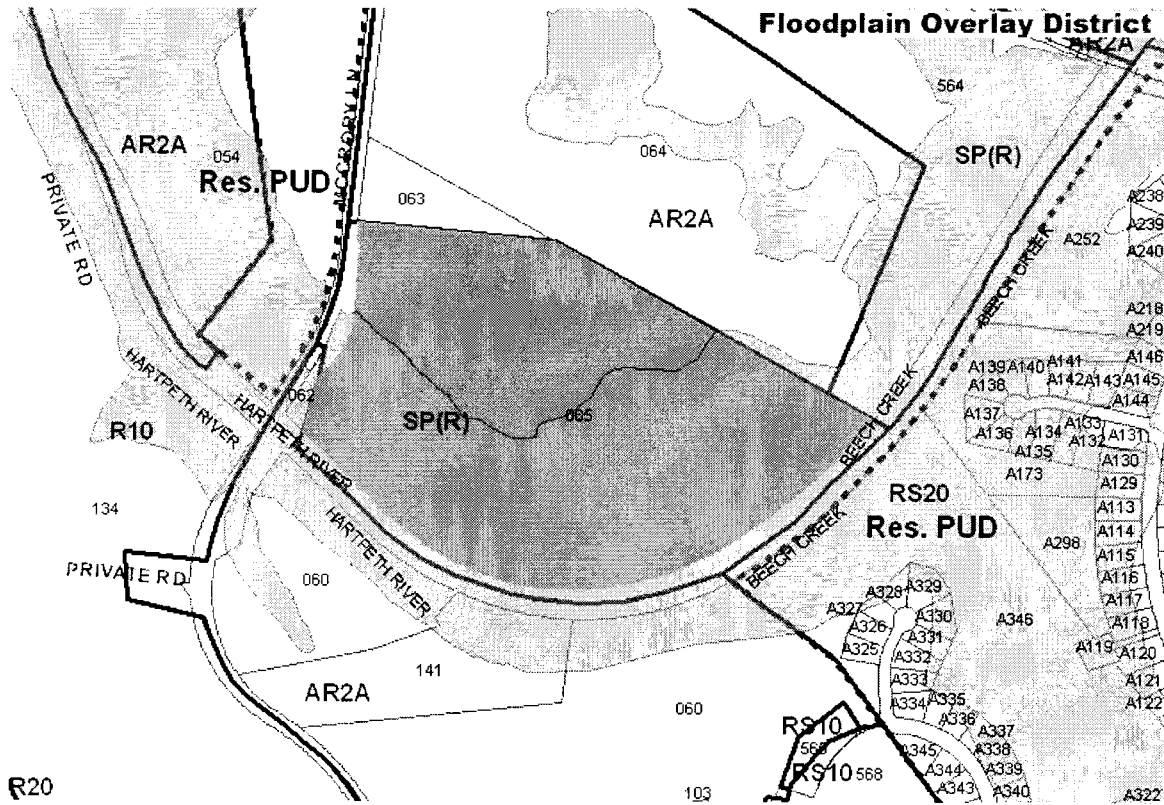 Floodplain Overlay District
AR2A
564
AR2A
054
Res. PUD
MCCRORY LN
064
SP(R)
PRIVATE RD
063
AR2A
A238
A239
A240
A252
BEECH CREEK
A218
A219
A146
A139
A140
A141
A138
A142
A143
A145
A144
HARTPETH RIVER
HARTPETH RIVER
062
SP(R)
065
BEECH CREEK
A137
A136
A134
A133
A132
A131
A135
A130
R10
A173
A129
RS20
Res. PUD
A113
134
HARTPETH RIVER
BEECH CREEK
A114
A298
A115
PRIVATE RD
060
A116
A328
A329
A117
A327
A330
A346
A118
A326
A331
A325
A332
A119
A120
141
A333
A121
AR2A
A334
A335
A122
060
A336
RS10
A337
568
A345
A338
RS10
568
A344
A339
R20
103
A343
A340
A322